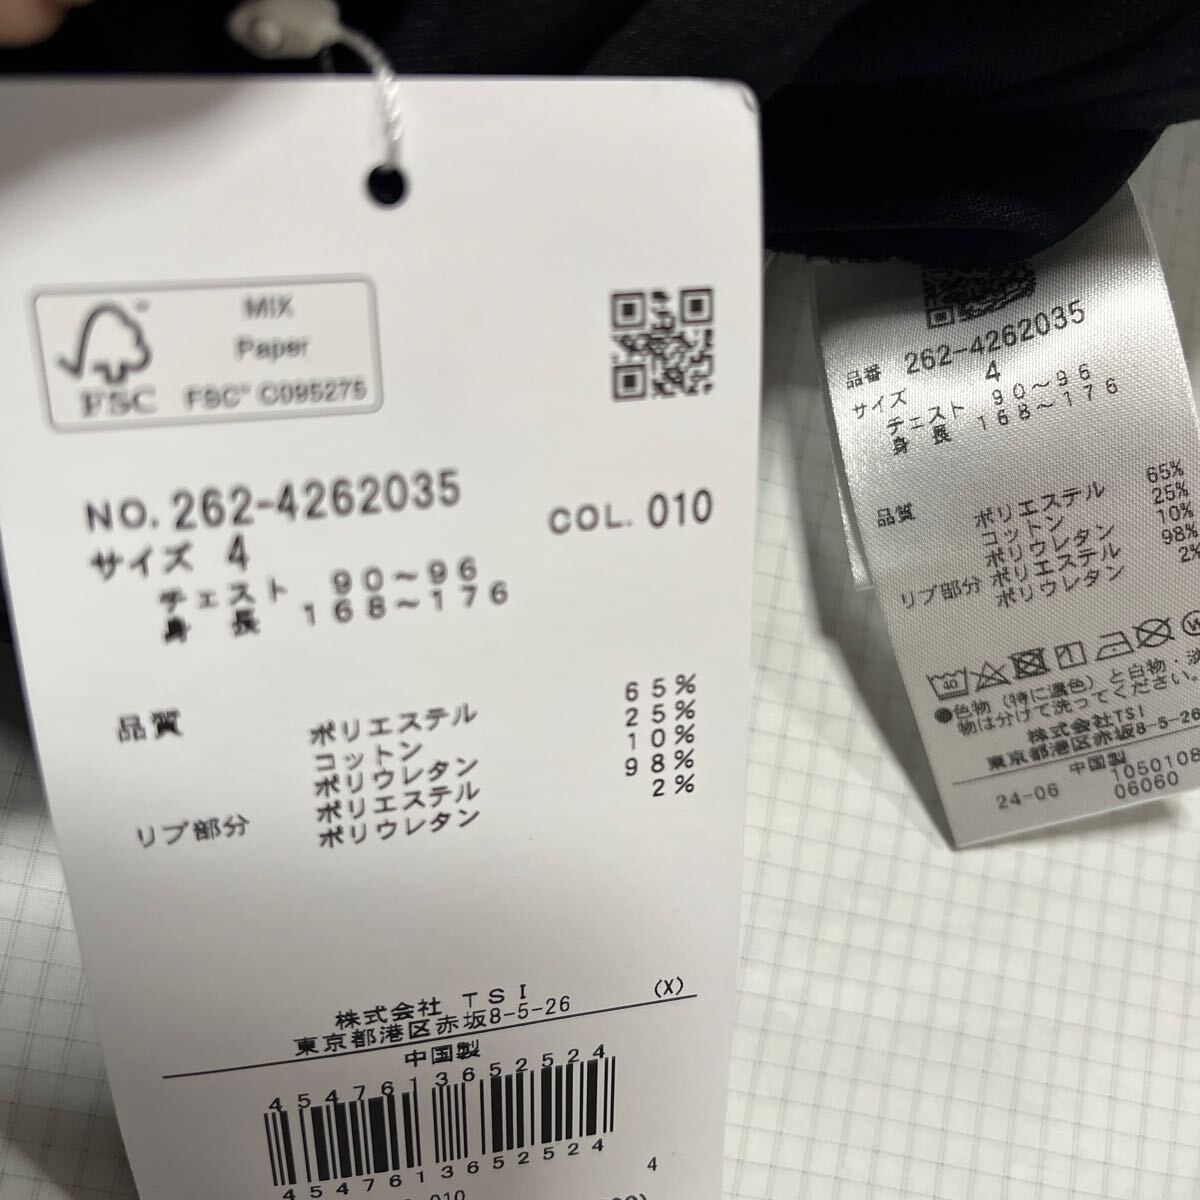 MIX
Paper
FSC
FSC™ C095275
NO. 262-4262035
COL. 010
サイズ 4
チェスト 90～96
身長 168～176
品質
ポリエステル 65%
コットン 25%
ポリウレタン 10%
リブ部分 ポリエステル 98%
ポリウレタン 2%
株式会社 TSI (X)
東京都港区赤坂8-5-26
中国製
4547613652524
4547613652524
4
010
品番 262-4262035
サイズ 4
チェスト 90～96
身長 168～176
品質
ポリエステル 65%
コットン 25%
ポリウレタン 10%
リブ部分 ポリエステル 98%
ポリウレタン 2%
40
W
●色物(特に濃色)と白物・淡
物は分けて洗ってください。
株式会社TSI
東京都港区赤坂8-5-26
中国製
24-06
1050108
06060